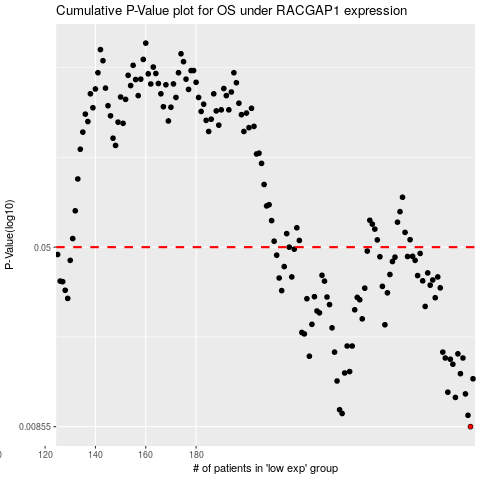 Cumulative P-Value plot for OS under RACGAP1 expression
P-Value(log10)
0.05
0.00855
0 120 140 160 180
# of patients in 'low exp' group